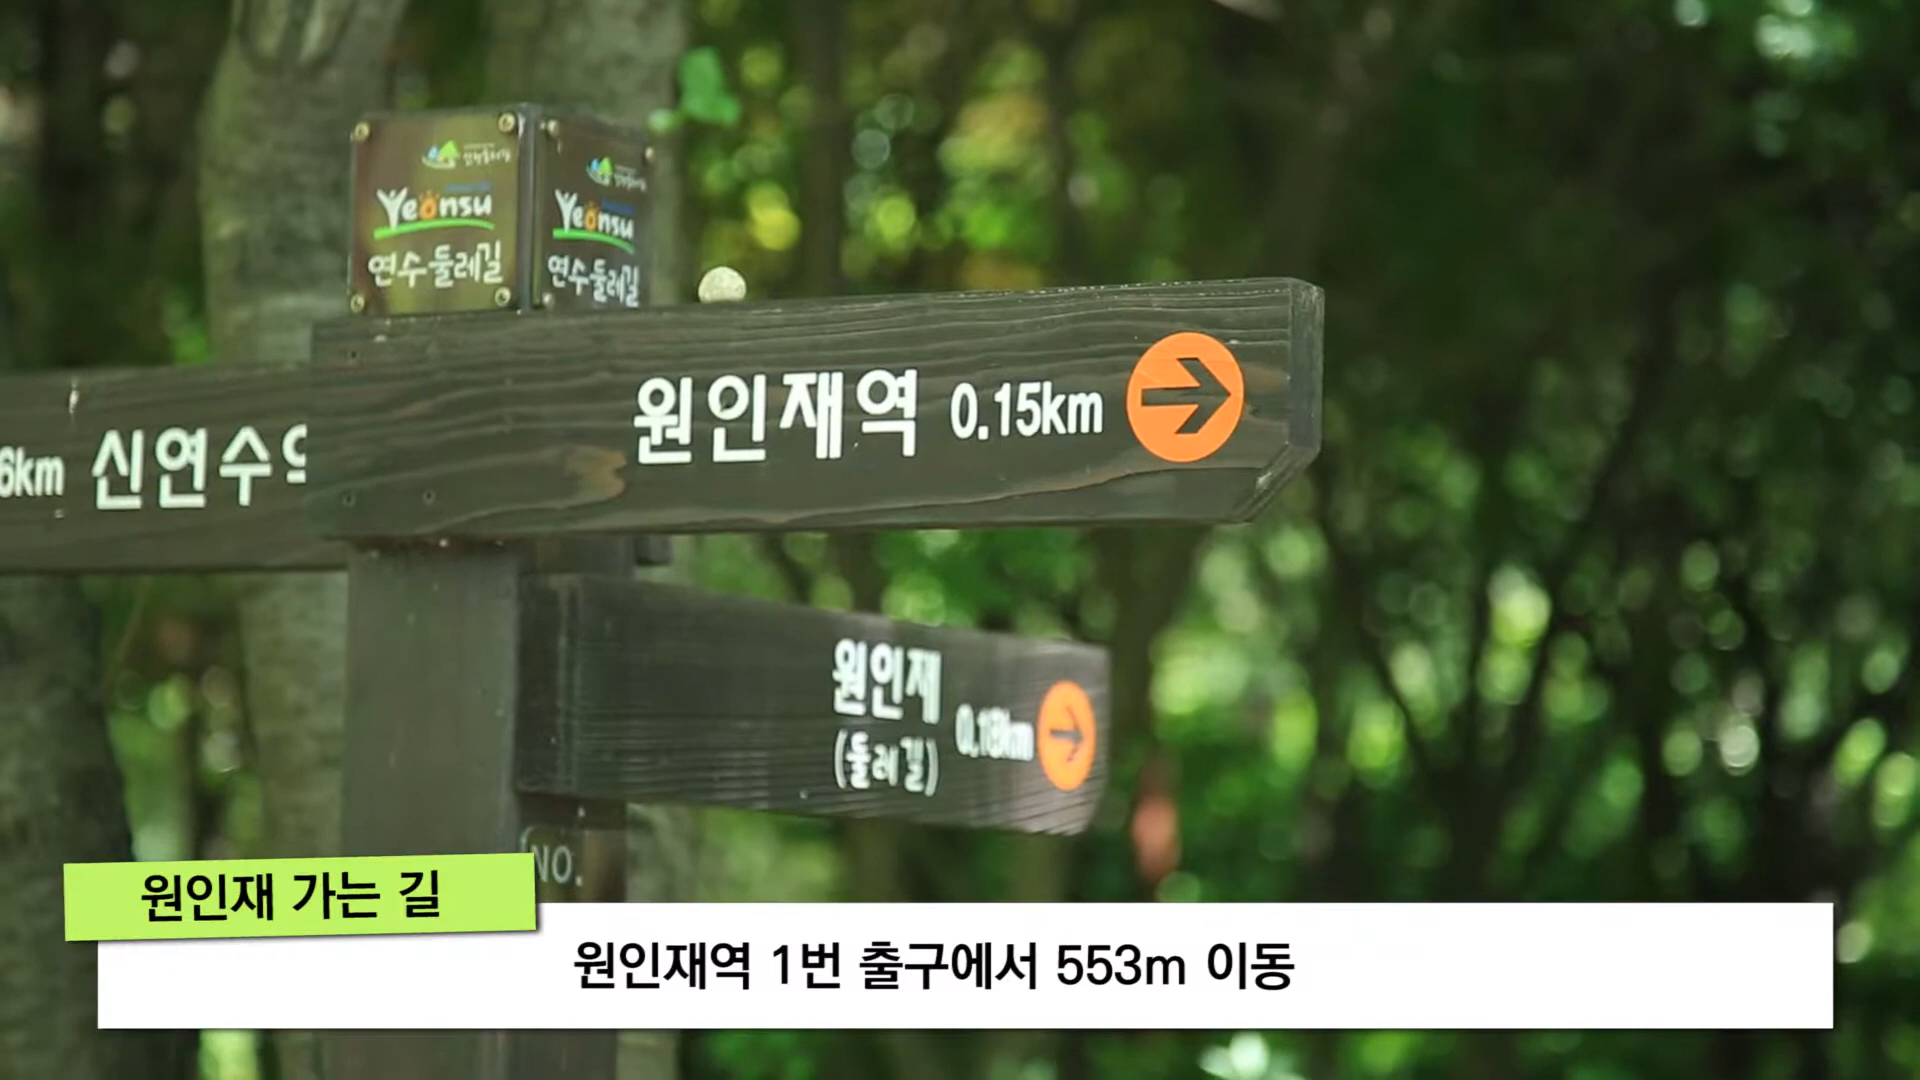 Yeonsu
연수둘레길
Yeonsu
연수둘레길
원인재역 0.15km
6km 신연수
원인재
(둘레길)
0.18km
NO.
원인재 가는 길
원인재역 1번 출구에서 553m 이동